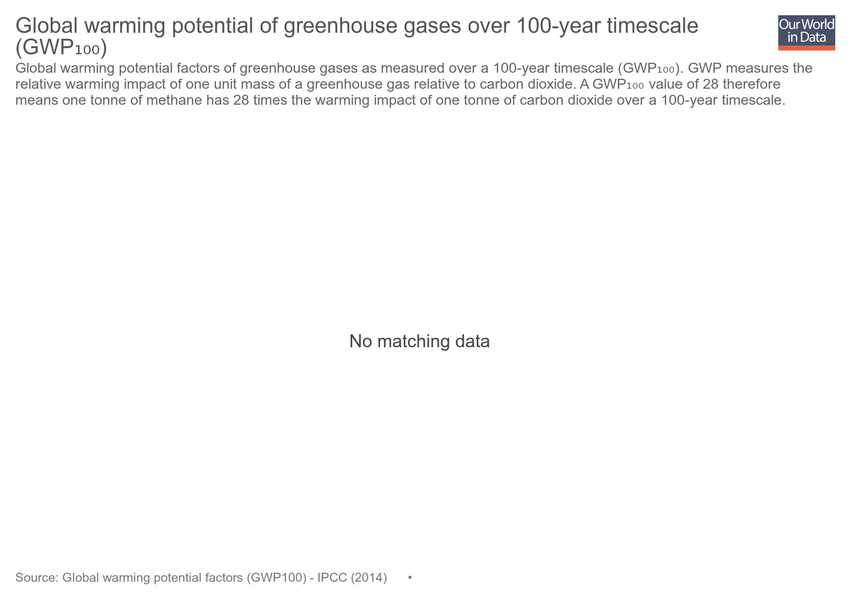 Global warming potential of greenhouse gases over 100-year timescale
(GWP₁₀₀)
Our World
in Data
Global warming potential factors of greenhouse gases as measured over a 100-year timescale (GWP₁₀₀). GWP measures the
relative warming impact of one unit mass of a greenhouse gas relative to carbon dioxide. A GWP₁₀₀ value of 28 therefore
means one tonne of methane has 28 times the warming impact of one tonne of carbon dioxide over a 100-year timescale.
No matching data
Source: Global warming potential factors (GWP100) - IPCC (2014) •